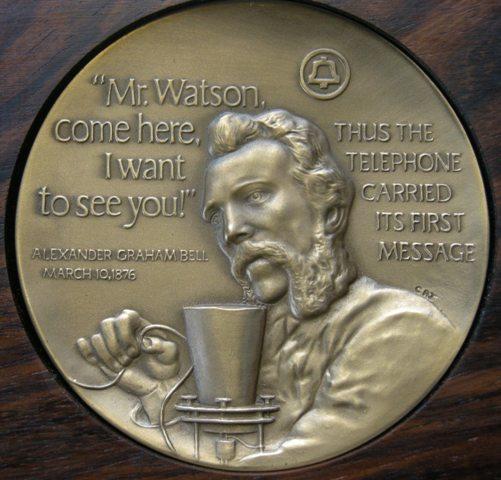 "Mr. Watson,
come here,
I want
to see you!"
ALEXANDER GRAHAM BELL
MARCH 10, 1876
THUS THE
TELEPHONE
CARRIED
ITS FIRST
MESSAGE